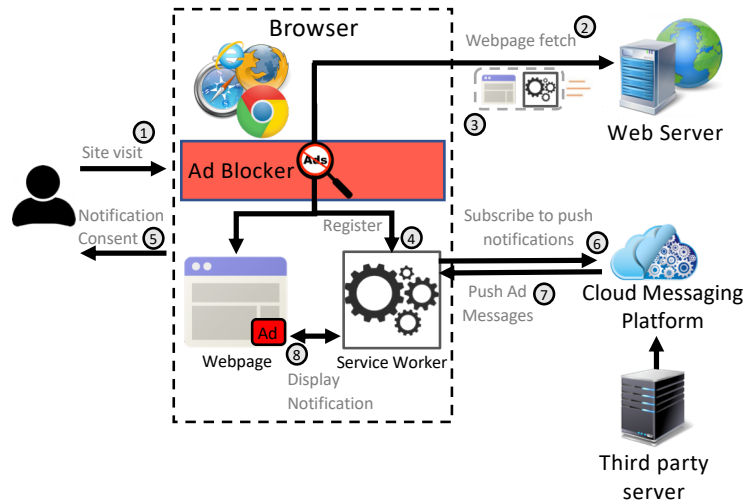 Browser
Webpage fetch
2
3
Web Server
1
Site visit
Ads
Ad Blocker
Notification
Consent
5
Register
4
Subscribe to push
notifications
6
Push Ad
Messages
7
Cloud Messaging
Platform
Ad
Webpage
8
Service Worker
Display
Notification
Third party
server